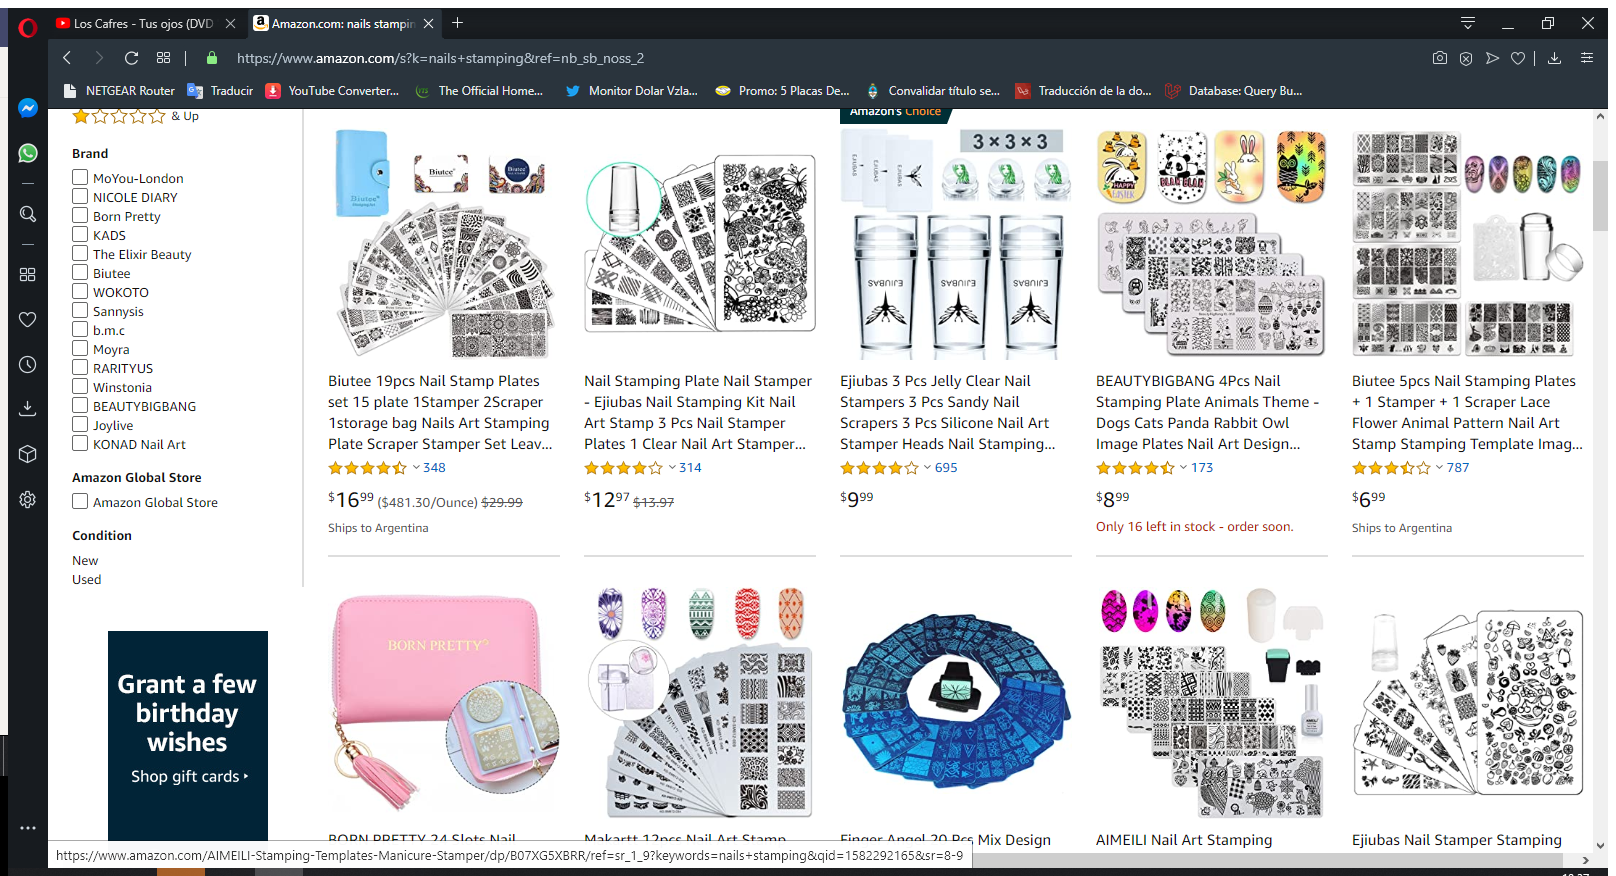 Los Cafres - Tus ojos (DVD
Amazon.com: nails stampin
https://www.amazon.com/s?k=nails+stamping&ref=nb_sb_noss_2
NETGEAR Router
Traducir
YouTube Converter...
The Official Home...
Monitor Dolar Vzla...
Promo: 5 Placas De...
Convalidar título se...
Traducción de la do...
Database: Query Bu...
& Up
Brand
MoYou-London
NICOLE DIARY
Born Pretty
KADS
The Elixir Beauty
Biutee
WOKOTO
Sannysis
b.m.c
Moyra
RARITYUS
Winstonia
BEAUTYBIGBANG
Joylive
KONAD Nail Art
Amazon Global Store
Amazon Global Store
Condition
New
Used
Grant a few
birthday
wishes
Shop gift cards
Biutee
Biutee
Biutee 19pcs Nail Stamp Plates
set 15 plate 1Stamper 2Scraper
1storage bag Nails Art Stamping
Plate Scraper Stamper Set Leav...
348
$16.99 ($481.30/Ounce) $29.99
Ships to Argentina
Nail Stamping Plate Nail Stamper
- Ejiubas Nail Stamping Kit Nail
Art Stamp 3 Pcs Nail Stamper
Plates 1 Clear Nail Art Stamper...
314
$12.97 $13.97
Amazon's Choice
3 × 3 × 3
EJIUBAS
EJIUBAS
EJIUBAS
EJIUBAS
EJIUBAS
EJIUBAS
Ejiubas 3 Pcs Jelly Clear Nail
Stampers 3 Pcs Sandy Nail
Scrapers 3 Pcs Silicone Nail Art
Stamper Heads Nail Stamping...
695
$9.99
HAPPY
BEAUTYBIGBANG 4Pcs Nail
Stamping Plate Animals Theme -
Dogs Cats Panda Rabbit Owl
Image Plates Nail Art Design...
173
$8.99
Only 16 left in stock - order soon.
Biutee 5pcs Nail Stamping Plates
+ 1 Stamper + 1 Scraper Lace
Flower Animal Pattern Nail Art
Stamp Stamping Template Imag...
787
$6.99
Ships to Argentina
BORN PRETTY
BORN PRETTY 24 Slots Nail
Makartt 12pcs Nail Art Stamp
Finger Angel 20 Pcs Mix Design
AIMEILI Nail Art Stamping
Ejiubas Nail Stamper Stamping
https://www.amazon.com/AIMEILI-Stamping-Templates-Manicure-Stamper/dp/B07XG5XBRR/ref=sr_1_9?keywords=nails+stamping&qid=1582292165&sr=8-9